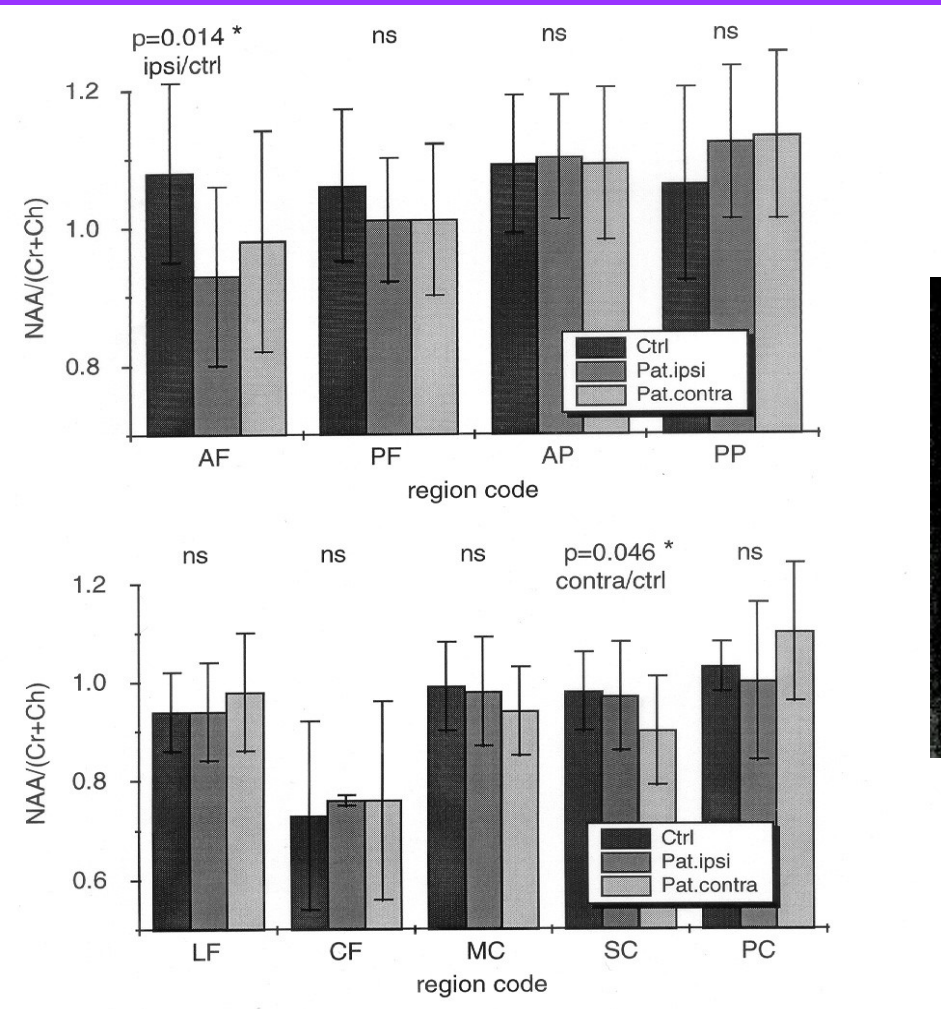 p=0.014 * ns ns ns
ipsi/ctrl
1.2
1.0
0.8
NAA/(Cr+Ch)
Ctrl
Pat.ipsi
Pat.contra
AF PF AP PP
region code
ns ns ns p=0.046 * ns
contra/ctrl
1.2
1.0
0.8
0.6
NAA/(Cr+Ch)
Ctrl
Pat.ipsi
Pat.contra
LF CF MC SC PC
region code